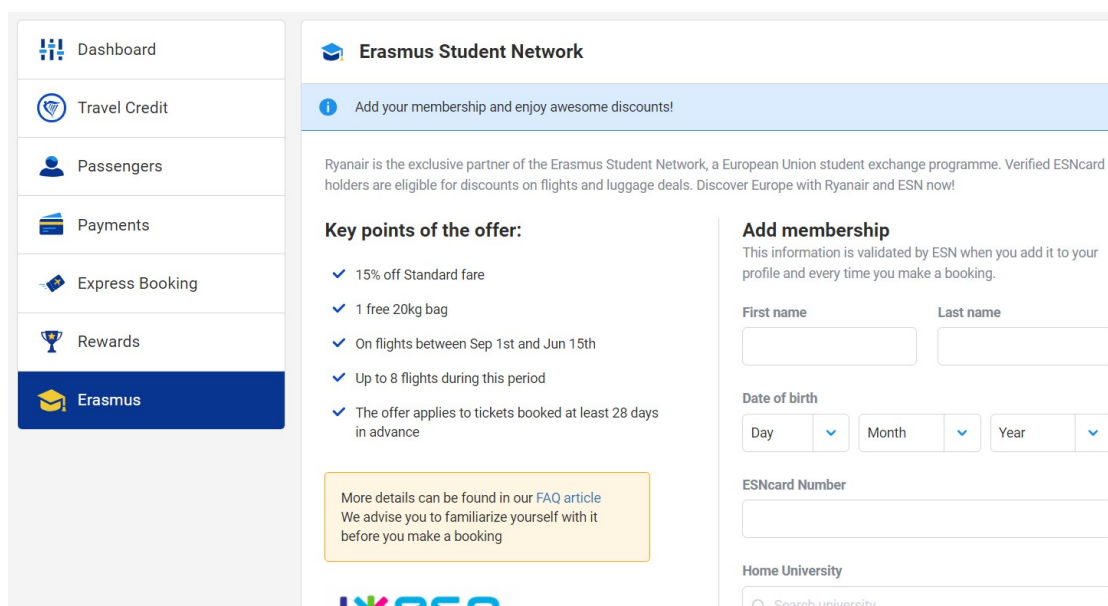 Dashboard
Travel Credit
Passengers
Payments
Express Booking
Rewards
Erasmus
Erasmus Student Network
Add your membership and enjoy awesome discounts!
Ryanair is the exclusive partner of the Erasmus Student Network, a European Union student exchange programme. Verified ESNcard
holders are eligible for discounts on flights and luggage deals. Discover Europe with Ryanair and ESN now!
Key points of the offer:
15% off Standard fare
1 free 20kg bag
On flights between Sep 1st and Jun 15th
Up to 8 flights during this period
The offer applies to tickets booked at least 28 days
in advance
More details can be found in our FAQ article
We advise you to familiarize yourself with it
before you make a booking
Add membership
This information is validated by ESN when you add it to your
profile and every time you make a booking.
First name Last name
Date of birth
Day Month Year
ESNcard Number
Home University
Search university